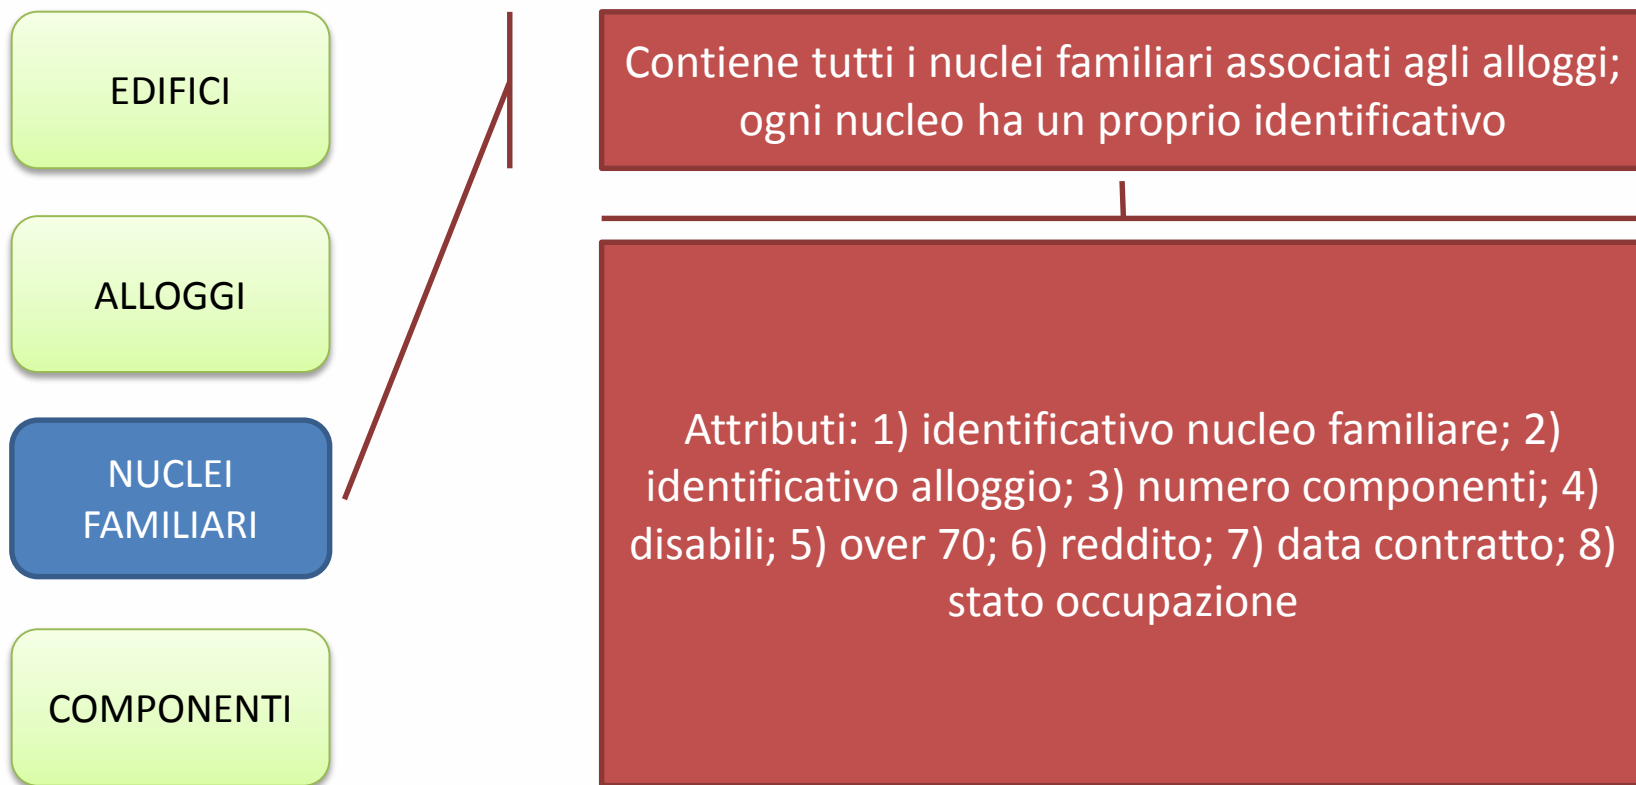 EDIFICI
ALLOGGI
NUCLEI
FAMILIARI
COMPONENTI
Contiene tutti i nuclei familiari associati agli alloggi;
ogni nucleo ha un proprio identificativo
Attributi: 1) identificativo nucleo familiare; 2)
identificativo alloggio; 3) numero componenti; 4)
disabili; 5) over 70; 6) reddito; 7) data contratto; 8)
stato occupazione